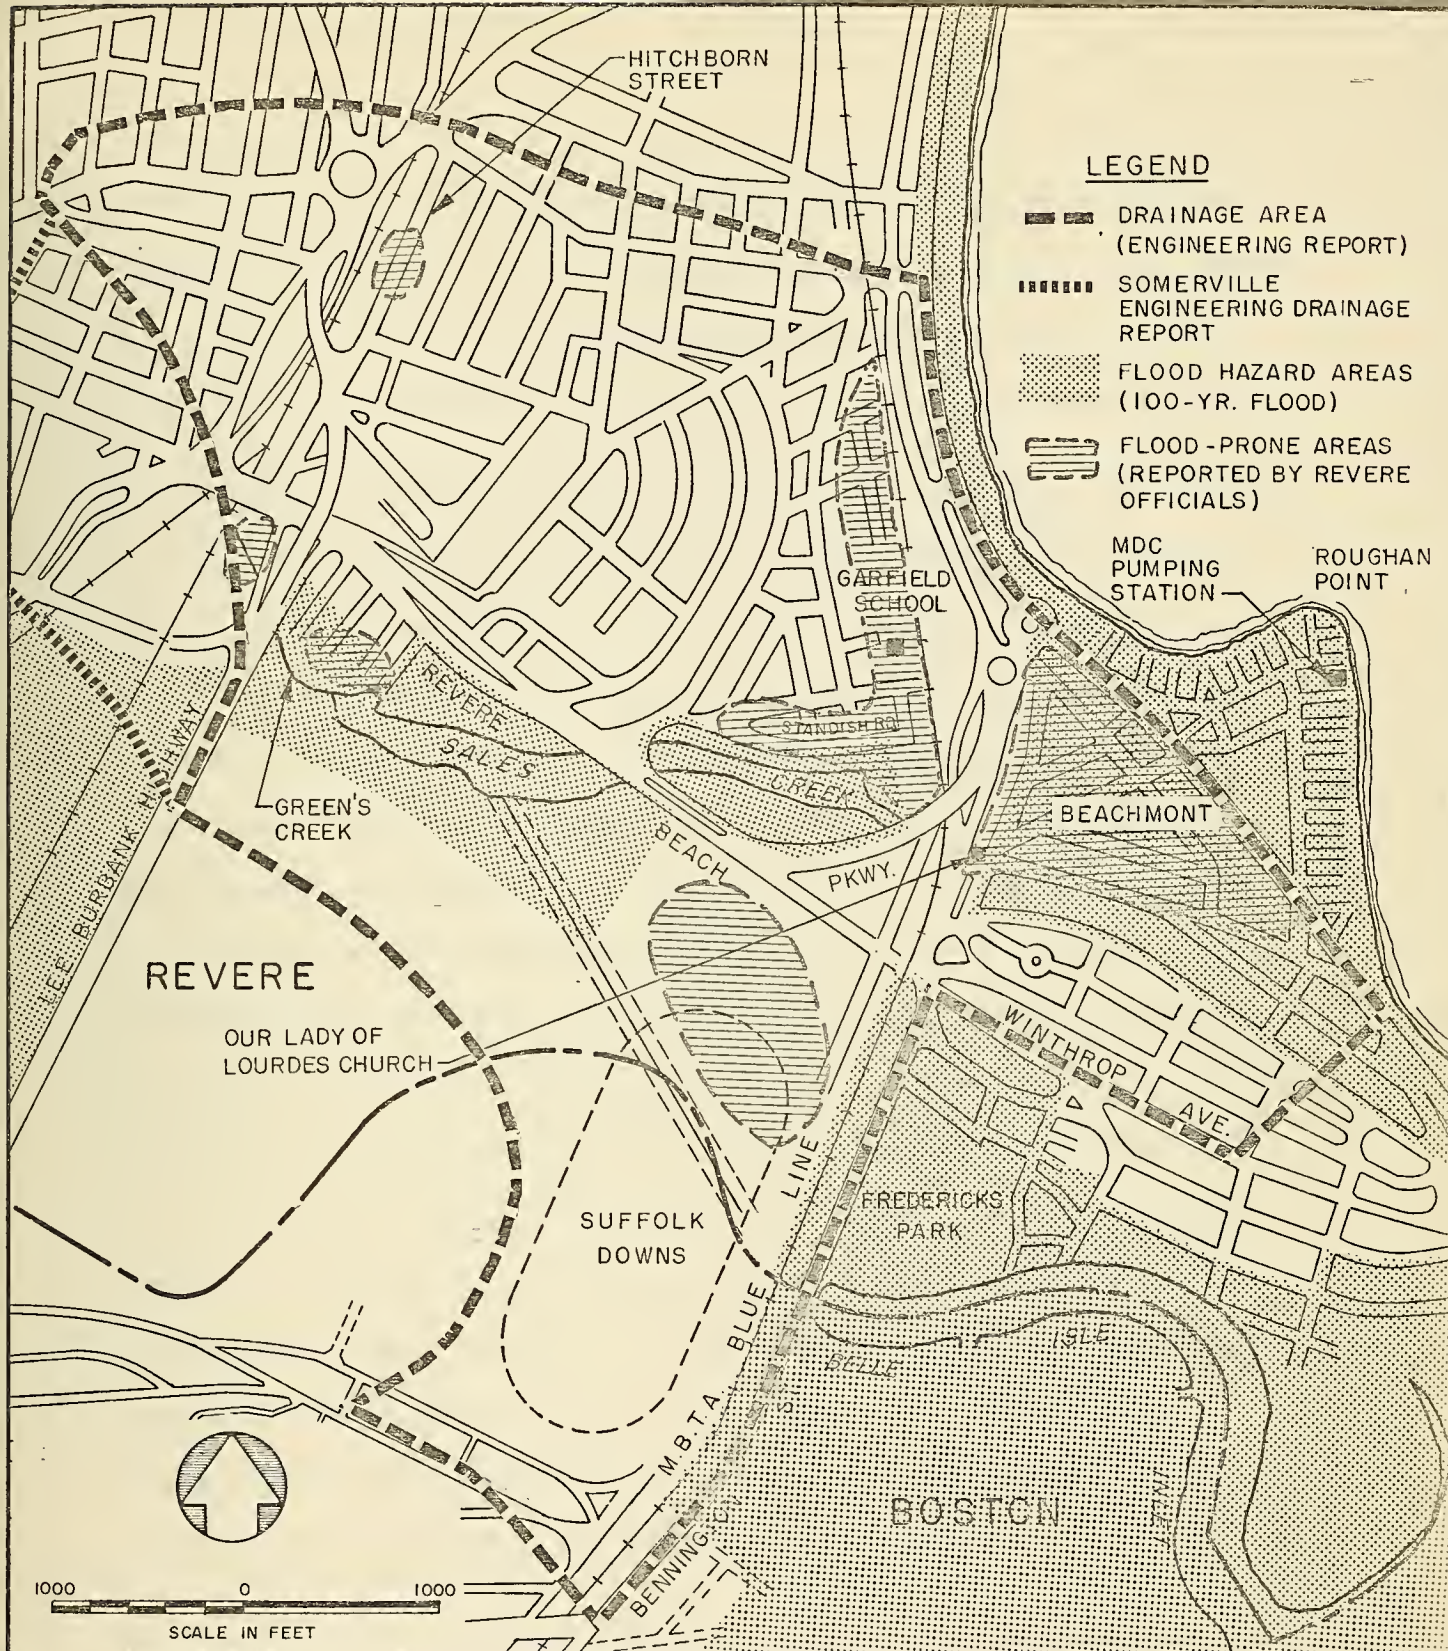 HITCHBORN
STREET
LEGEND
DRAINAGE AREA
(ENGINEERING REPORT)
SOMERVILLE
ENGINEERING DRAINAGE
REPORT
FLOOD HAZARD AREAS
(100-YR. FLOOD)
FLOOD-PRONE AREAS
(REPORTED BY REVERE
OFFICIALS)
MDC
PUMPING
STATION
ROUGHAN
POINT
GARFIELD
SCHOOL
REVERE
SALES
STANDISH RD
CREEK
GREEN'S
CREEK
BEACHMONT
BEACH
PKWY.
LEE BURBANK HIGHWAY
REVERE
OUR LADY OF
LOURDES CHURCH
WINTHROP
AVE.
SUFFOLK
DOWNS
FREDERICKS
PARK
M.B.T.A. BLUE LINE
BELLE
ISLE
INLET
BENNINGTON
BOSTON
1000 0 1000
SCALE IN FEET